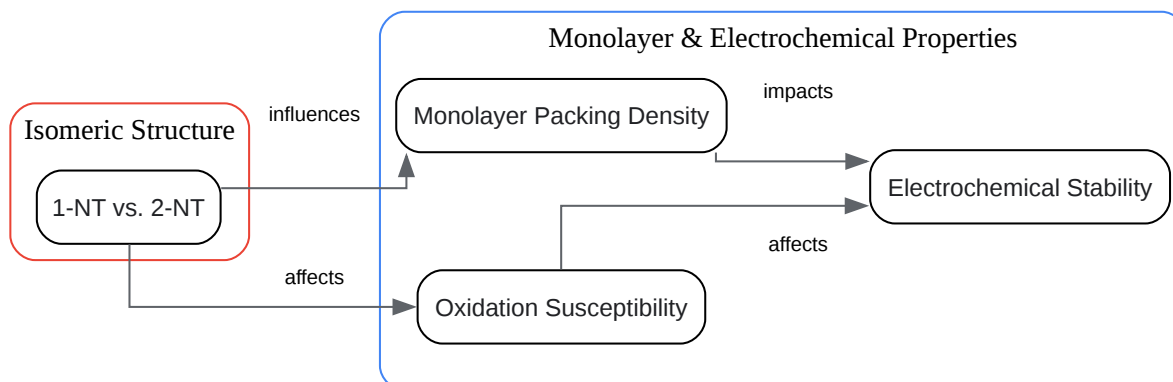 Monolayer & Electrochemical Properties
influences
Monolayer Packing Density
impacts
Isomeric Structure
1-NT vs. 2-NT
Electrochemical Stability
affects
affects
Oxidation Susceptibility